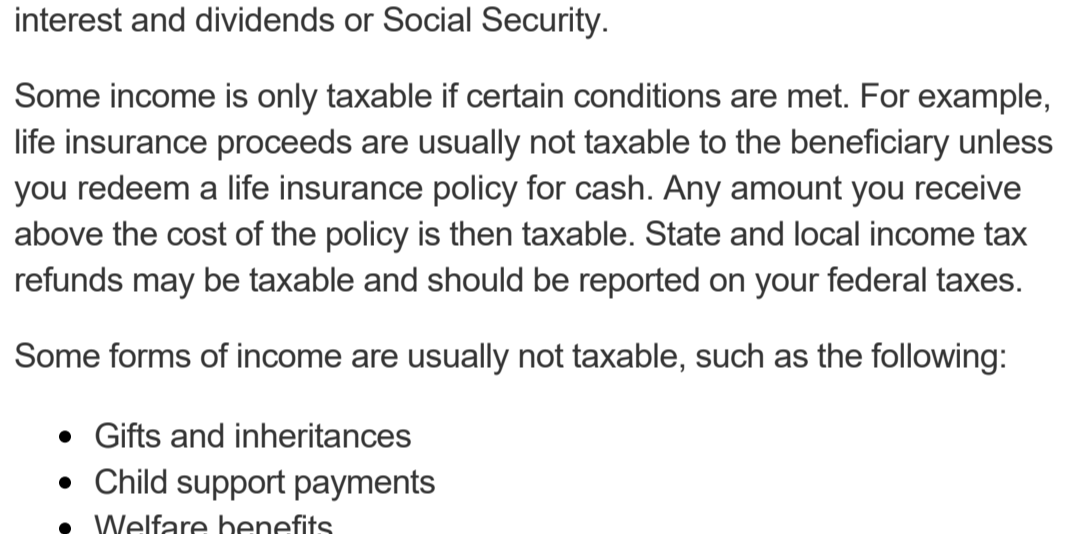 interest and dividends or Social Security.
Some income is only taxable if certain conditions are met. For example,
life insurance proceeds are usually not taxable to the beneficiary unless
you redeem a life insurance policy for cash. Any amount you receive
above the cost of the policy is then taxable. State and local income tax
refunds may be taxable and should be reported on your federal taxes.
Some forms of income are usually not taxable, such as the following:
• Gifts and inheritances
• Child support payments
• Welfare benefits